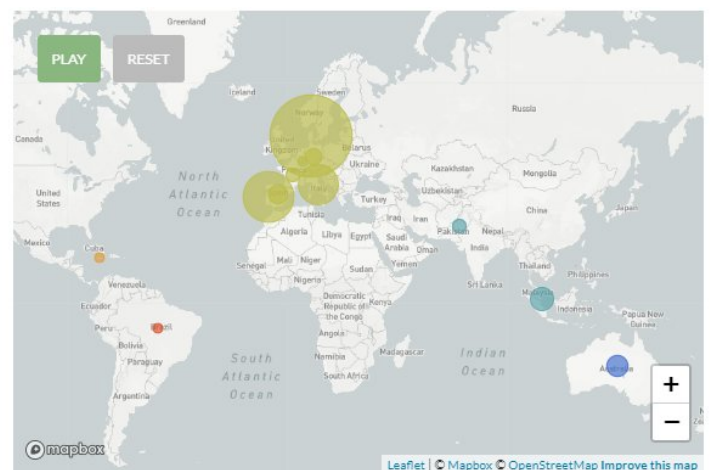 Greenland
PLAY
RESET
Iceland
Sweden
Norway
Russia
Canada
United
Belarus
Ukraine
Kazakhstan
Mongolia
North
Atlantic
Ocean
United
States
Uzbekistan
Turkey
China
Japan
Tunisia
Algeria
Libya
Egypt
Iraq
Iran
Saudi
Arabia
Oman
Pakistan
Nepal
India
Mexico
Cuba
Senegal
Mali
Niger
Sudan
Yemen
Thailand
Philippines
Venezuela
Sri Lanka
Malaysia
Indonesia
Ecuador
Democratic
Republic of
the Congo
Kenya
Papua New
Guinea
Peru
Brazil
Angola
Bolivia
Paraguay
South
Atlantic
Ocean
Namibia
Madagascar
Indian
Ocean
Australia
South Africa
Argentina
+
−
mapbox
Leaflet | © Mapbox © OpenStreetMap Improve this map